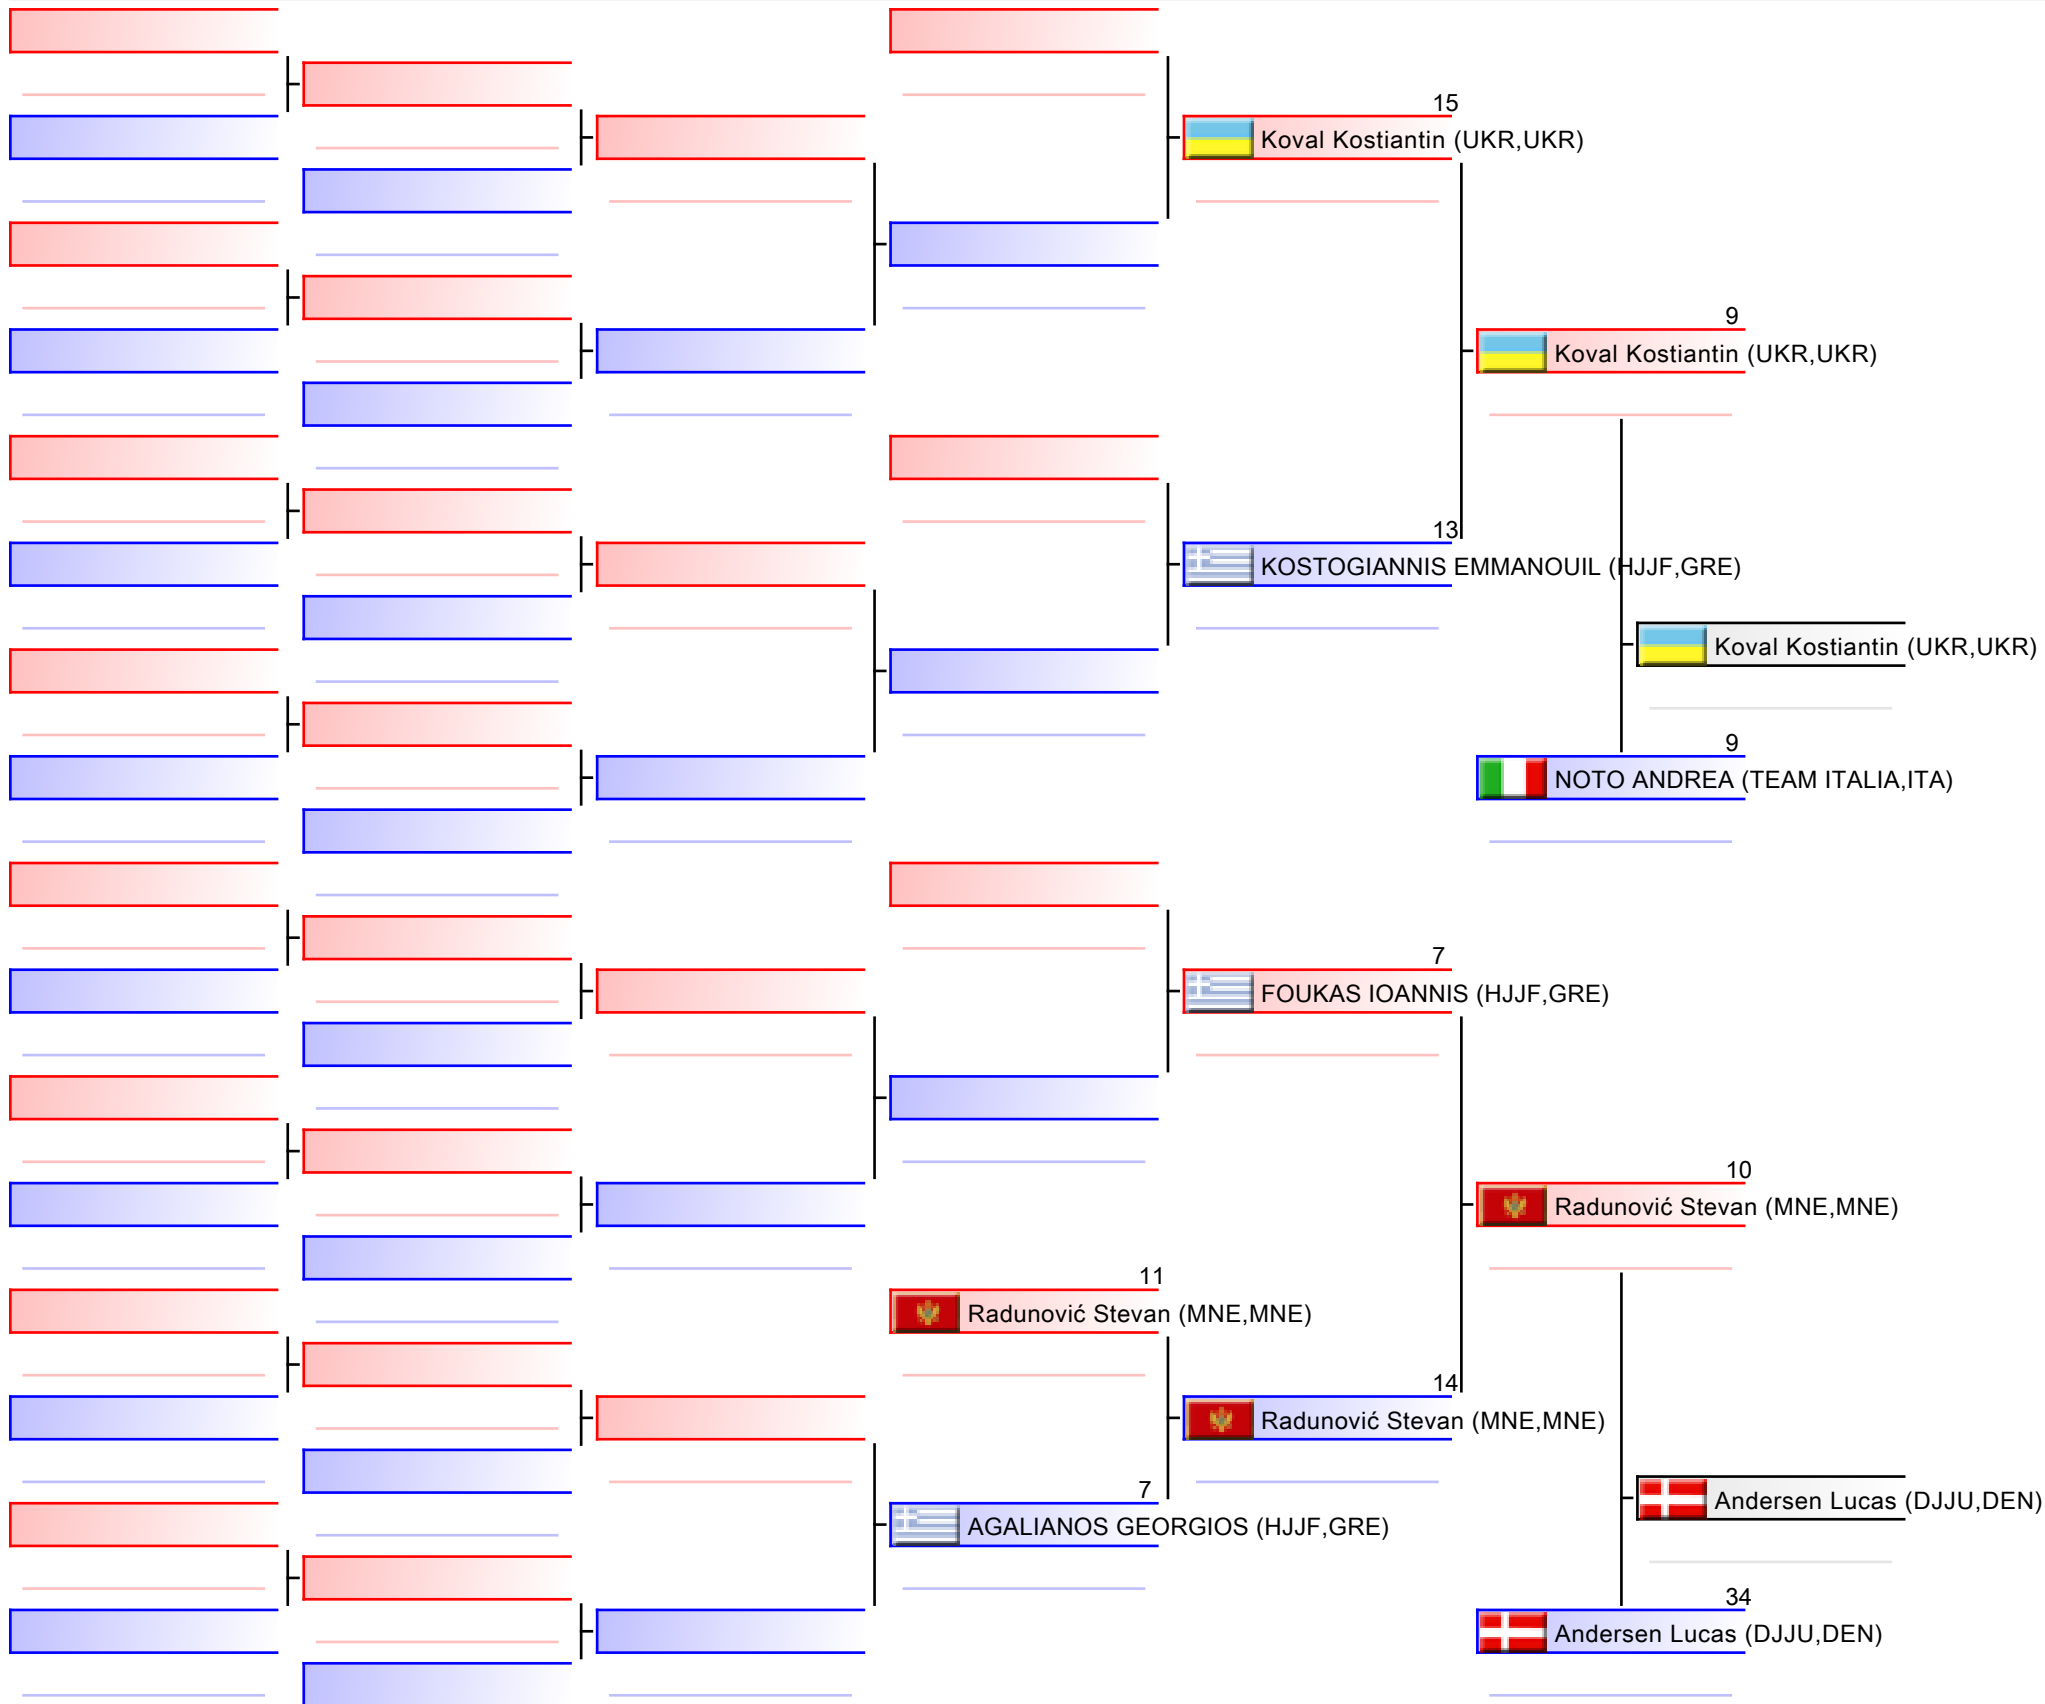 15
Koval Kostiantin (UKR,UKR)
9
Koval Kostiantin (UKR,UKR)
13
KOSTOGIANNIS EMMANOUIL (HJJF,GRE)
Koval Kostiantin (UKR,UKR)
9
NOTO ANDREA (TEAM ITALIA,ITA)
7
FOUKAS IOANNIS (HJJF,GRE)
10
Radunović Stevan (MNE,MNE)
11
Radunović Stevan (MNE,MNE)
14
Radunović Stevan (MNE,MNE)
7
AGALIANOS GEORGIOS (HJJF,GRE)
Andersen Lucas (DJJU,DEN)
34
Andersen Lucas (DJJU,DEN)